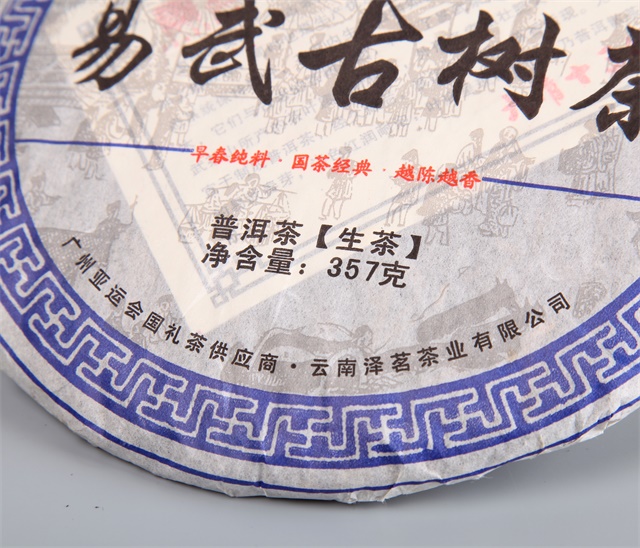 易武古树茶
早春纯料·国茶经典·越陈越香
普洱茶【生茶】
净含量：357克
广州亚运会国礼茶供应商·云南泽茗茶业有限公司